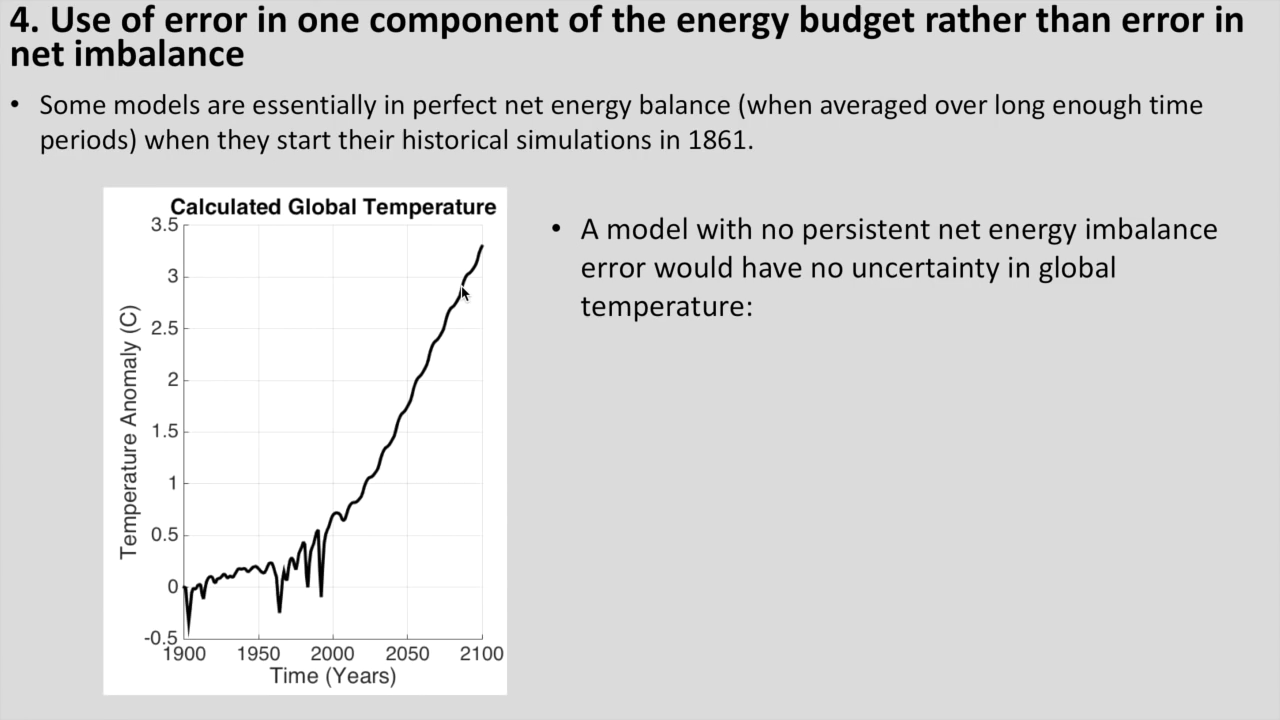 4. Use of error in one component of the energy budget rather than error in
net imbalance
• Some models are essentially in perfect net energy balance (when averaged over long enough time
periods) when they start their historical simulations in 1861.
Calculated Global Temperature
3.5
3
2.5
2
1.5
1
0.5
0
-0.5
Temperature Anomaly (C)
1900 1950 2000 2050 2100
Time (Years)
• A model with no persistent net energy imbalance
error would have no uncertainty in global
temperature: